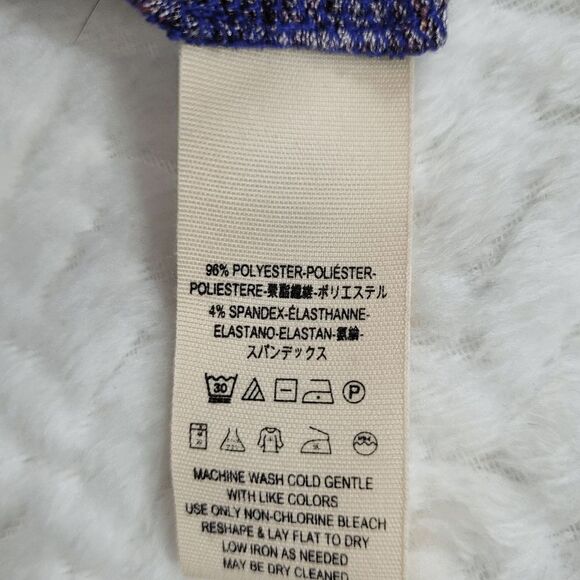 96% POLYESTER-POLIÉSTER-
POLIESTERE-聚酯纖維-ポリエステル
4% SPANDEX-ÉLASTHANNE-
ELASTANO-ELASTAN-氨綸-
スパンデックス
30 P
MACHINE WASH COLD GENTLE
WITH LIKE COLORS
USE ONLY NON-CHLORINE BLEACH
RESHAPE & LAY FLAT TO DRY
LOW IRON AS NEEDED
MAY BE DRY CLEANED